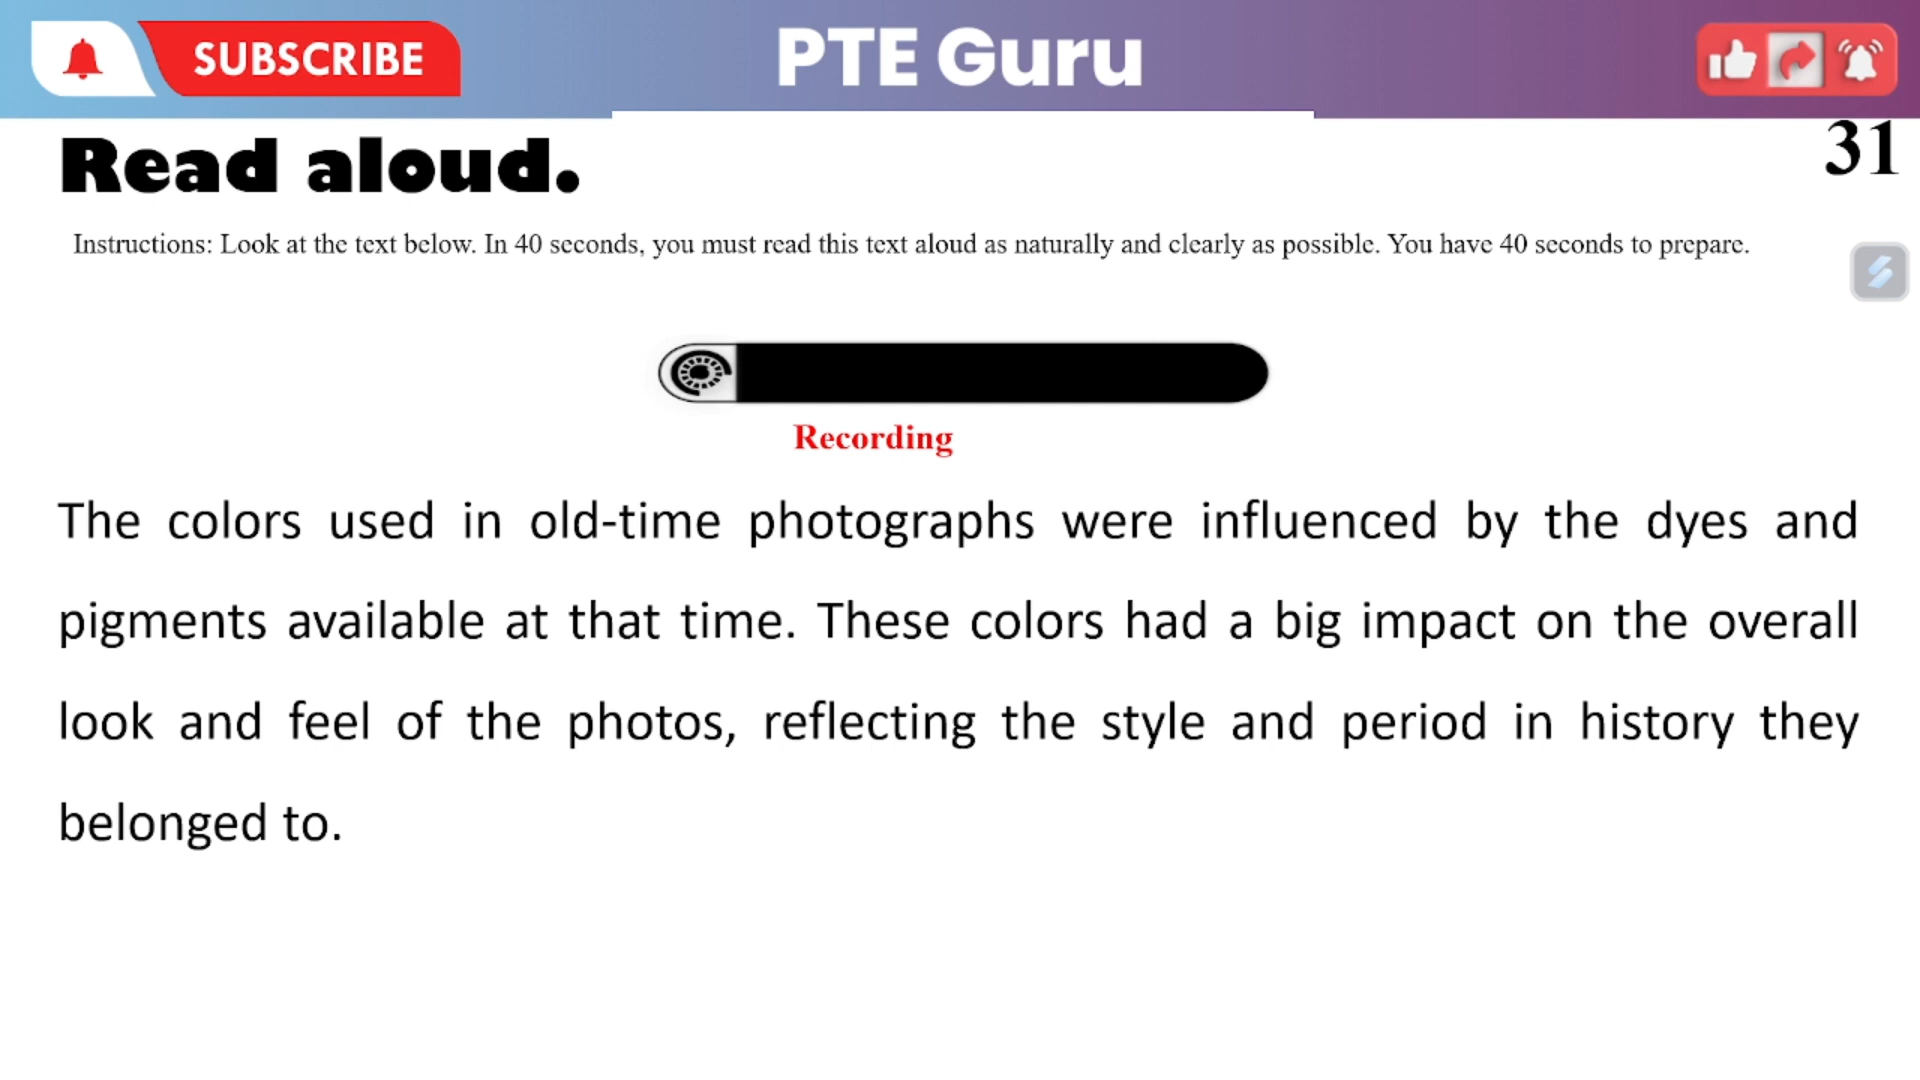 SUBSCRIBE
PTE Guru
Read aloud.
31
Instructions: Look at the text below. In 40 seconds, you must read this text aloud as naturally and clearly as possible. You have 40 seconds to prepare.
Recording
The colors used in old-time photographs were influenced by the dyes and
pigments available at that time. These colors had a big impact on the overall
look and feel of the photos, reflecting the style and period in history they
belonged to.